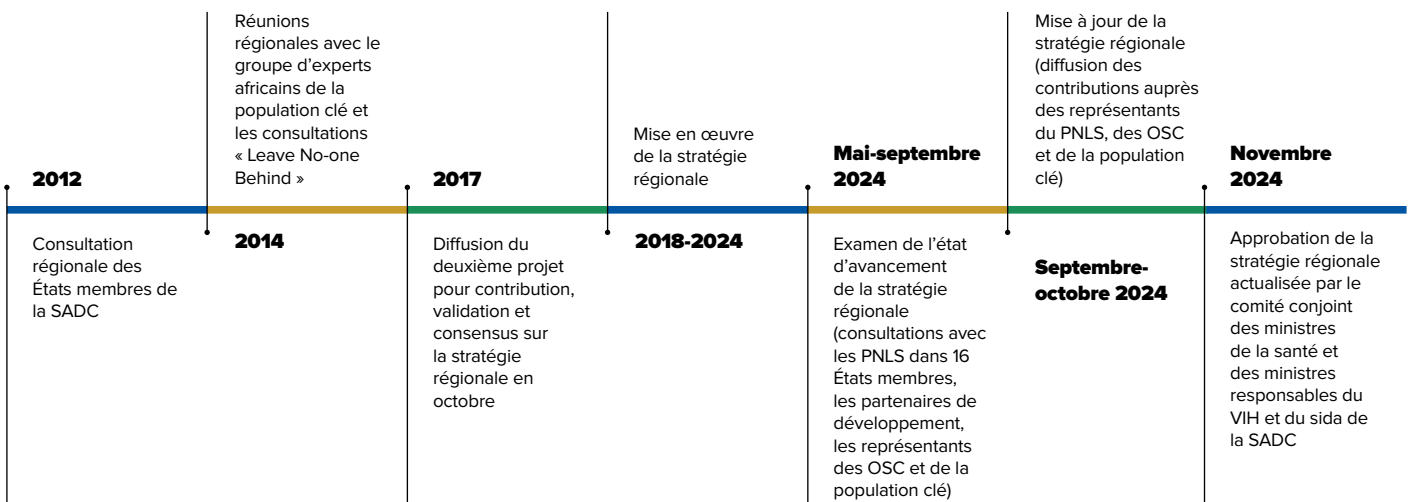 2012
Consultation
régionale des
États membres de
la SADC
Réunions
régionales avec le
groupe d’experts
africains de la
population clé et
les consultations
« Leave No-one
Behind »
2014
2017
Diffusion du
deuxième projet
pour contribution,
validation et
consensus sur
la stratégie
régionale en
octobre
Mise en œuvre
de la stratégie
régionale
2018-2024
Mai-septembre
2024
Examen de l’état
d’avancement
de la stratégie
régionale
(consultations avec
les PNLS dans 16
États membres,
les partenaires de
développement,
les représentants
des OSC et de la
population clé)
Mise à jour de la
stratégie régionale
(diffusion des
contributions auprès
des représentants
du PNLS, des OSC
et de la population
clé)
Septembre-
octobre 2024
Novembre
2024
Approbation de la
stratégie régionale
actualisée par le
comité conjoint
des ministres
de la santé et
des ministres
responsables du
VIH et du sida de
la SADC